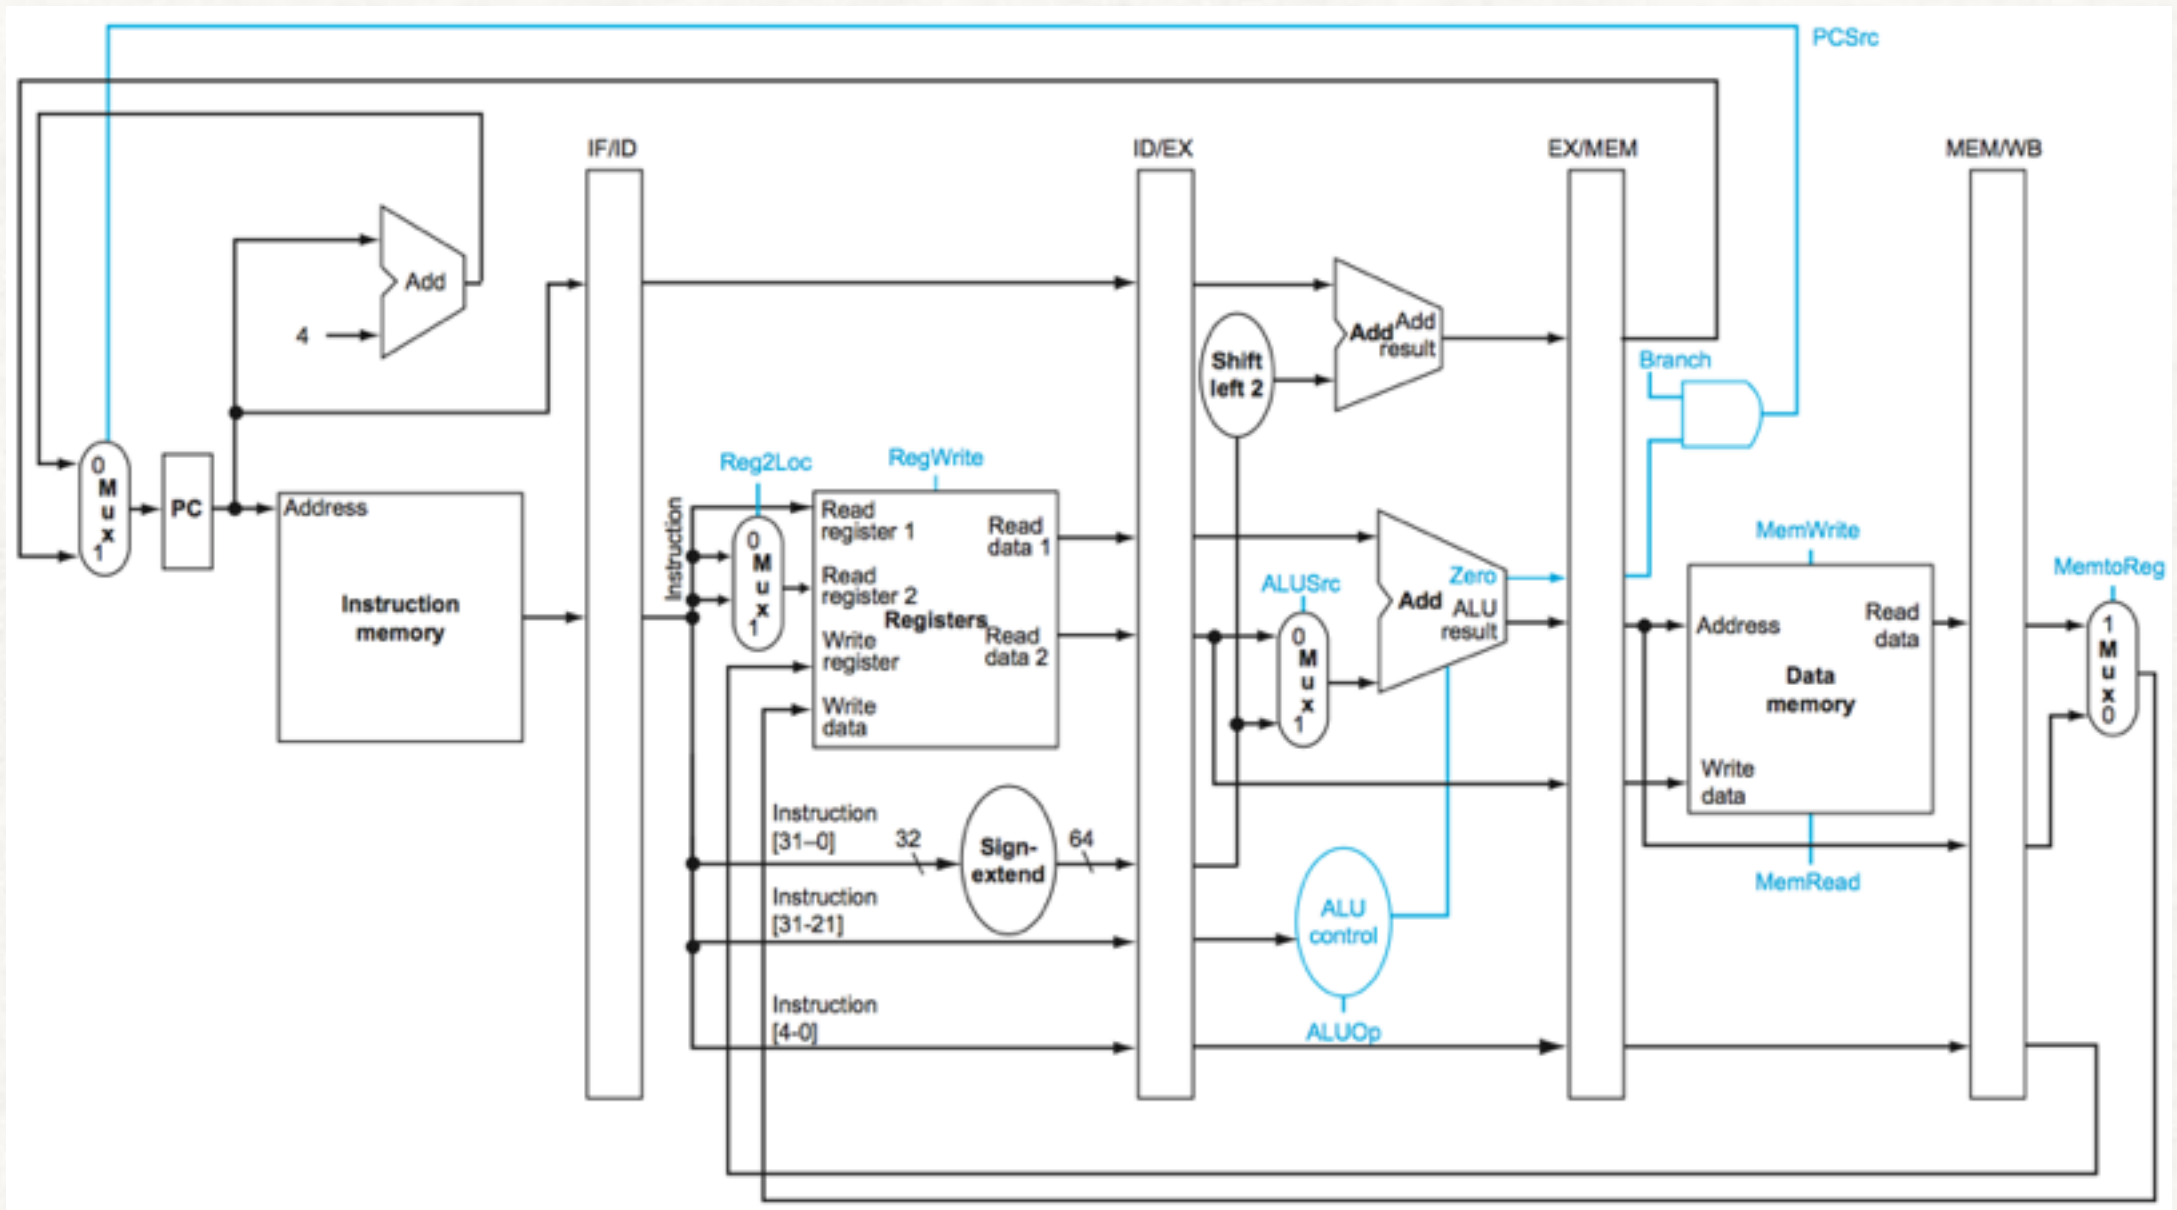 PCSrc
IF/ID
ID/EX
EX/MEM
MEM/WB
Add
4
Add
Add
result
Shift
left 2
Branch
0
M
u
x
1
PC
Address
Instruction
memory
Instruction
Reg2Loc
0
M
u
x
1
RegWrite
Read
register 1
Read
register 2
Write
register
Write
data
Registers
Read
data 1
Read
data 2
ALUSrc
0
M
u
x
1
Add
Zero
ALU
result
MemWrite
Address
Read
data
Data
memory
Write
data
MemRead
MemtoReg
1
M
u
x
0
Instruction
[31–0]
32
Sign-
extend
64
Instruction
[31-21]
ALU
control
ALUOp
Instruction
[4-0]